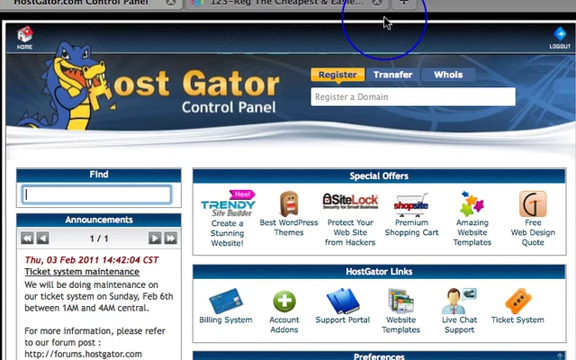 HostGator.com Control Panel
123-Reg The Cheapest & Easie...
HOME
LOGOUT
Host Gator
Control Panel
Register
Transfer
Whois
Register a Domain
Find
Announcements
1 / 1
Thu, 03 Feb 2011 14:42:04 CST
Ticket system maintenance
We will be doing maintenance on
our ticket system on Sunday, Feb 6th
between 1AM and 4AM central.
For more information, please refer
to our forum post :
http://forums.hostgator.com
Special Offers
New!
TRENDY
Site Builder
Create a
Stunning
Website!
Best WordPress
Themes
SiteLock
Security for Small Business
Protect Your
Web Site
from Hackers
shopsite
Premium
Shopping Cart
Amazing
Website
Templates
Free
Web Design
Quote
HostGator Links
Billing System
Account
Addons
Support Portal
Website
Templates
Live Chat
Support
Ticket System
Preferences